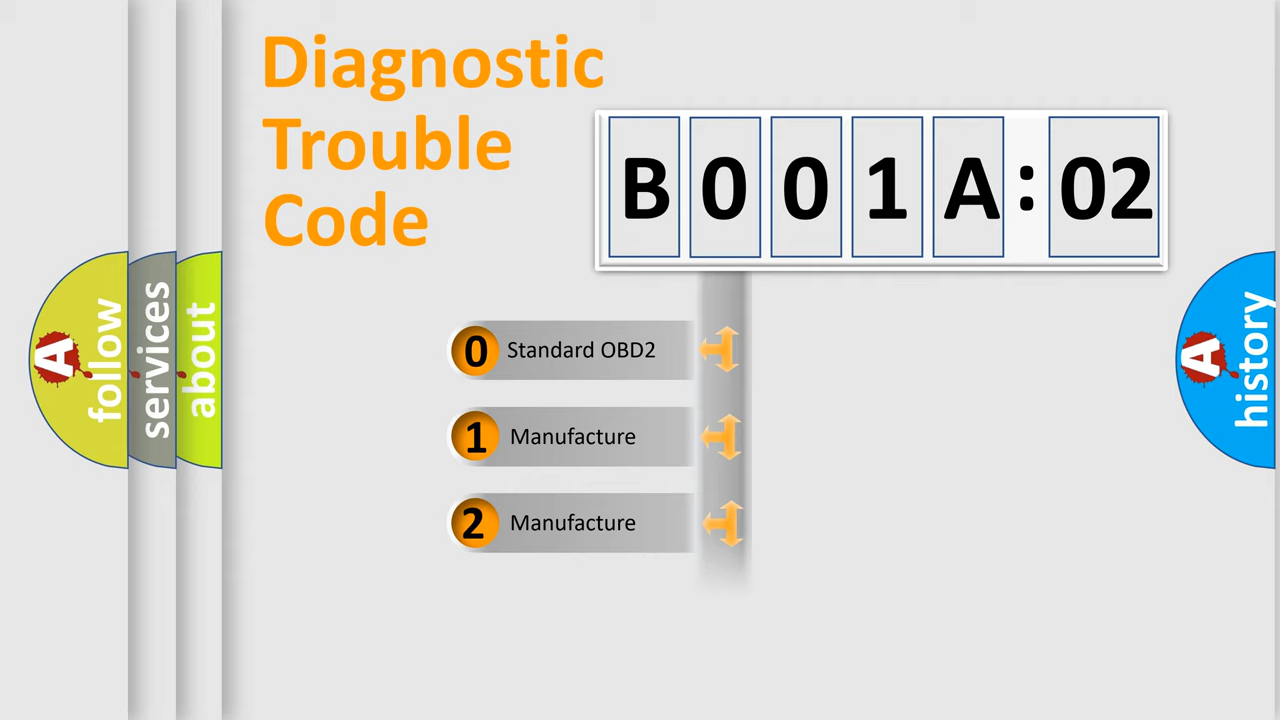 Diagnostic
Trouble
Code
B 0 0 1 A : 02
0 Standard OBD2
1 Manufacture
2 Manufacture
A follow
services
about
A history